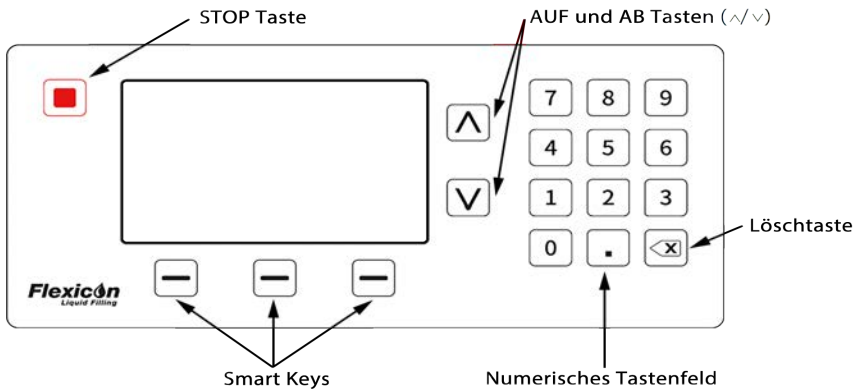 STOP Taste
AUF und AB Tasten (∧/∨)
7 8 9
4 5 6
1 2 3
0 .
Löschtaste
Flexicon
Liquid Filling
Smart Keys
Numerisches Tastenfeld